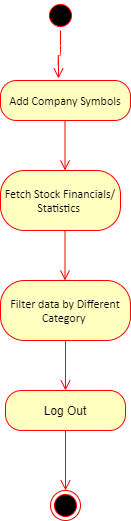 Add Company Symbols
Fetch Stock Financials/
Statistics
Filter data by Different
Category
Log Out